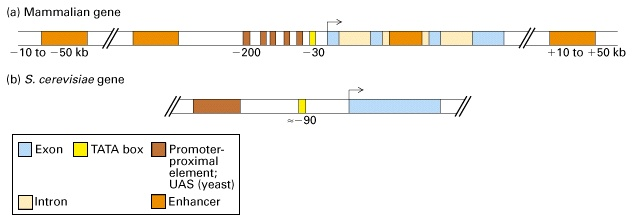 (a) Mammalian gene
−10 to −50 kb
−200
−30
+10 to +50 kb
(b) S. cerevisiae gene
≈−90
Exon
TATA box
Promoter-
proximal
element;
UAS (yeast)
Intron
Enhancer